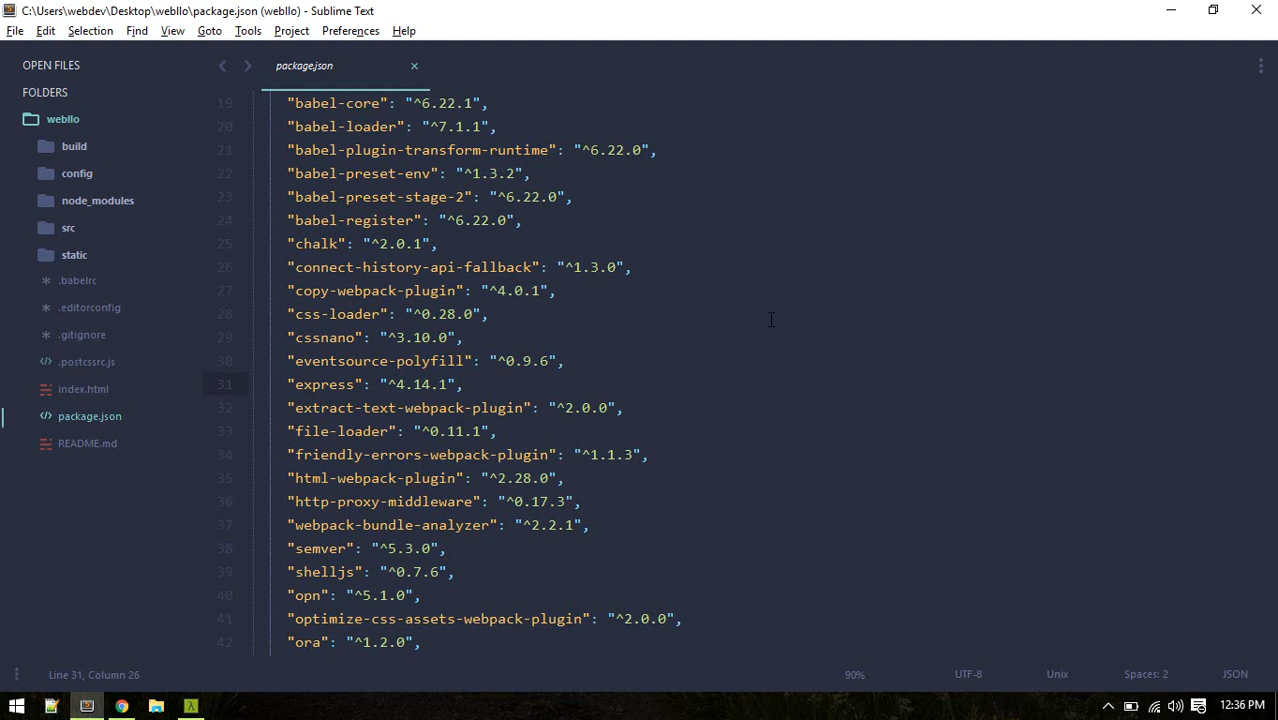 C:\Users\webdev\Desktop\webllo\package.json (webllo) - Sublime Text
File Edit Selection Find View Goto Tools Project Preferences Help
OPEN FILES
FOLDERS
webllo
build
config
node_modules
src
static
.babelrc
.editorconfig
.gitignore
.postcssrc.js
index.html
package.json
README.md
package.json
19 "babel-core": "^6.22.1",
20 "babel-loader": "^7.1.1",
21 "babel-plugin-transform-runtime": "^6.22.0",
22 "babel-preset-env": "^1.3.2",
23 "babel-preset-stage-2": "^6.22.0",
24 "babel-register": "^6.22.0",
25 "chalk": "^2.0.1",
26 "connect-history-api-fallback": "^1.3.0",
27 "copy-webpack-plugin": "^4.0.1",
28 "css-loader": "^0.28.0",
29 "cssnano": "^3.10.0",
30 "eventsource-polyfill": "^0.9.6",
31 "express": "^4.14.1",
32 "extract-text-webpack-plugin": "^2.0.0",
33 "file-loader": "^0.11.1",
34 "friendly-errors-webpack-plugin": "^1.1.3",
35 "html-webpack-plugin": "^2.28.0",
36 "http-proxy-middleware": "^0.17.3",
37 "webpack-bundle-analyzer": "^2.2.1",
38 "semver": "^5.3.0",
39 "shelljs": "^0.7.6",
40 "opn": "^5.1.0",
41 "optimize-css-assets-webpack-plugin": "^2.0.0",
42 "ora": "^1.2.0",
Line 31, Column 26 90% UTF-8 Unix Spaces: 2 JSON
12:36 PM